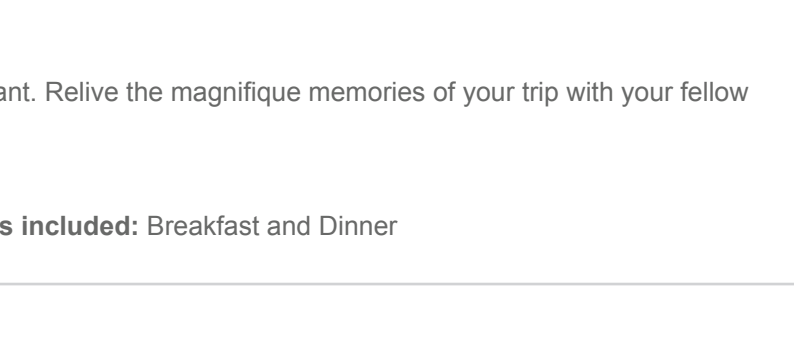 ant. Relive the magnifique memories of your trip with your fellow
s included: Breakfast and Dinner